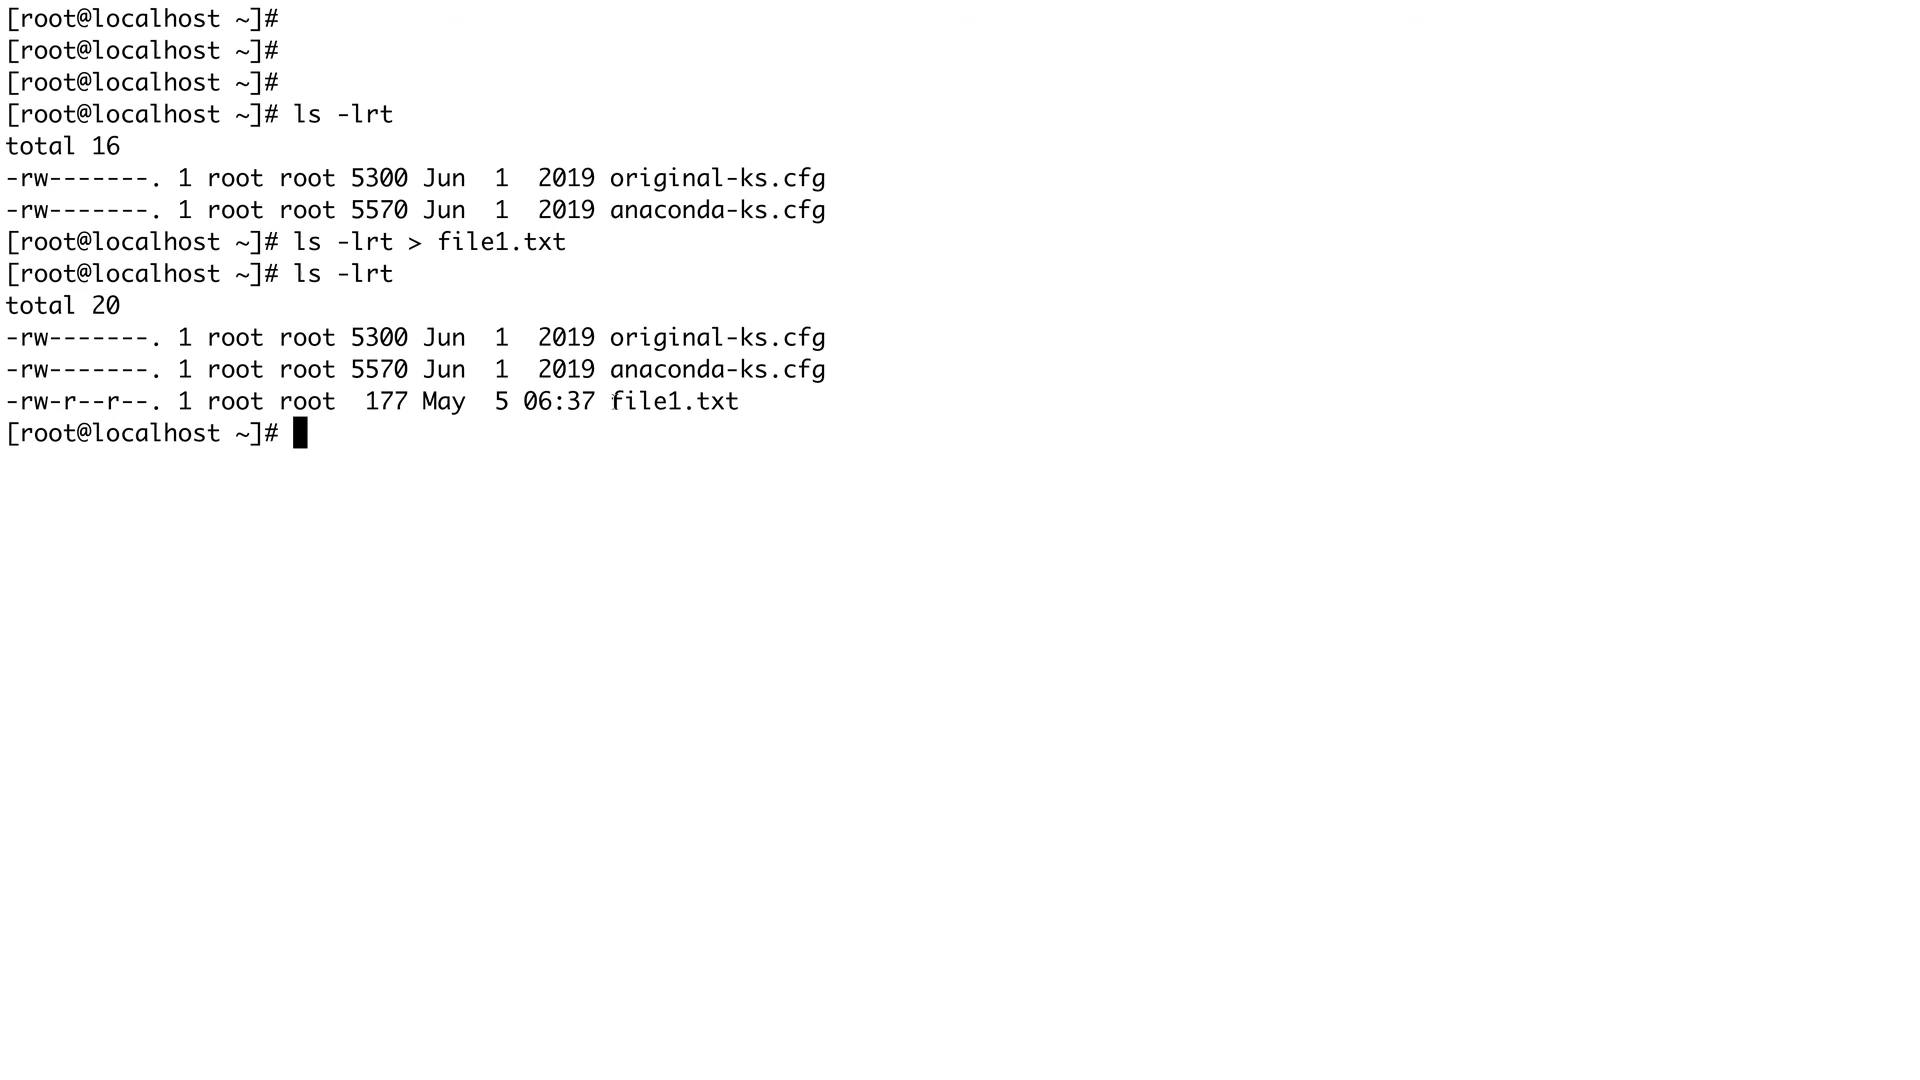 [root@localhost ~]#
[root@localhost ~]#
[root@localhost ~]#
[root@localhost ~]# ls -lrt
total 16
-rw-------. 1 root root 5300 Jun  1  2019 original-ks.cfg
-rw-------. 1 root root 5570 Jun  1  2019 anaconda-ks.cfg
[root@localhost ~]# ls -lrt > file1.txt
[root@localhost ~]# ls -lrt
total 20
-rw-------. 1 root root 5300 Jun  1  2019 original-ks.cfg
-rw-------. 1 root root 5570 Jun  1  2019 anaconda-ks.cfg
-rw-r--r--. 1 root root  177 May  5 06:37 file1.txt
[root@localhost ~]#